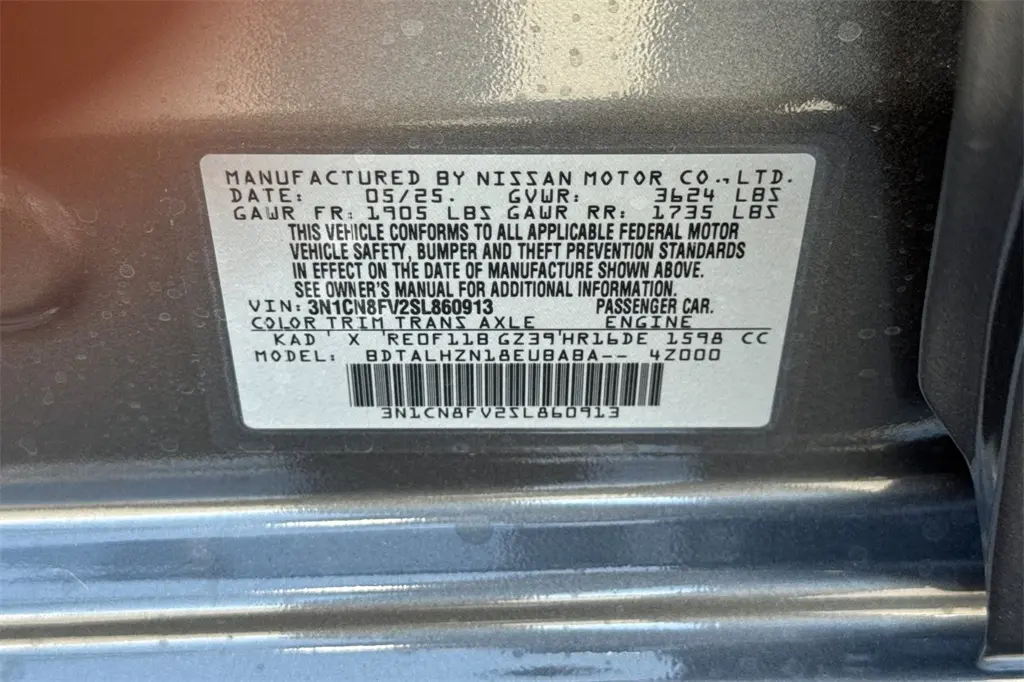 MANUFACTURED BY NISSAN MOTOR CO.,LTD.
DATE: 05/25. GVWR: 3624 LBS
GAWR FR: 1905 LBS GAWR RR: 1735 LBS
THIS VEHICLE CONFORMS TO ALL APPLICABLE FEDERAL MOTOR
VEHICLE SAFETY, BUMPER AND THEFT PREVENTION STANDARDS
IN EFFECT ON THE DATE OF MANUFACTURE SHOWN ABOVE.
SEE OWNER'S MANUAL FOR ADDITIONAL INFORMATION.
VIN: 3N1CN8FV2SL860913 PASSENGER CAR.
COLOR TRIM TRANS AXLE ENGINE
KAD ' X 'RE0F11B GZ39'HR16DE 1598 CC
MODEL: BDTALHZN18EUBABA-- 4Z000
3N1CN8FV2SL860913